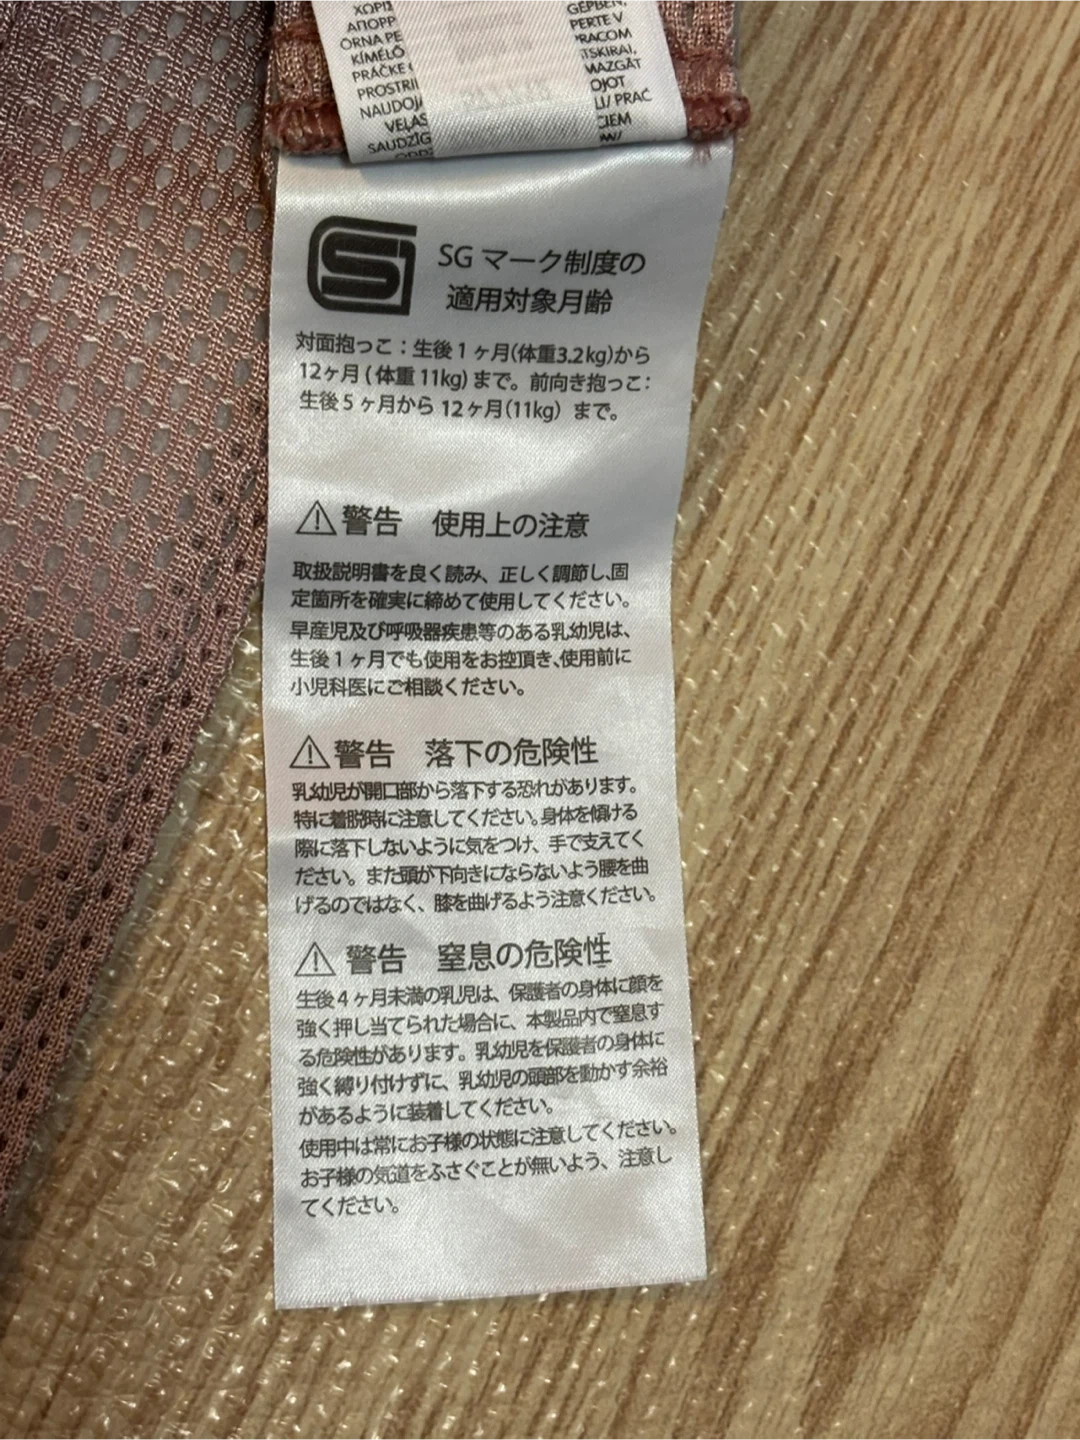 ΧΩΡΙΣ
ΑΠΟΡΡ
ÓRNA PE
KÍMÉLŐ
PRÁČKE
PROSTRII
NAUDOJ
VEĻAS
SAUDZĪG
GÉPBEN,
PERTE V
PRACOM
TSKIRAI,
MAZGĀT
OJOT
LI/ PRAČ
CIEM
SG マーク制度の
適用対象月齢
対面抱っこ：生後 1 ヶ月(体重3.2kg)から
12ヶ月 ( 体重 11kg) まで。前向き抱っこ：
生後 5 ヶ月から 12 ヶ月(11kg) まで。
⚠警告 使用上の注意
取扱説明書を良く読み、正しく調節し、固
定箇所を確実に締めて使用してください。
早産児及び呼吸器疾患等のある乳幼児は、
生後 1 ヶ月でも使用をお控頂き、使用前に
小児科医にご相談ください。
⚠警告 落下の危険性
乳幼児が開口部から落下する恐れがあります。
特に着脱時に注意してください。身体を傾ける
際に落下しないように気をつけ、手で支えてく
ださい。また頭が下向きにならないよう腰を曲
げるのではなく、膝を曲げるよう注意ください。
⚠警告 窒息の危険性
生後 4 ヶ月未満の乳児は、保護者の身体に顔を
強く押し当てられた場合に、本製品内で窒息す
る危険性があります。乳幼児を保護者の身体に
強く縛り付けずに、乳幼児の頭部を動かす余裕
があるように装着してください。
使用中は常にお子様の状態に注意してください。
お子様の気道をふさぐことが無いよう、注意し
てください。